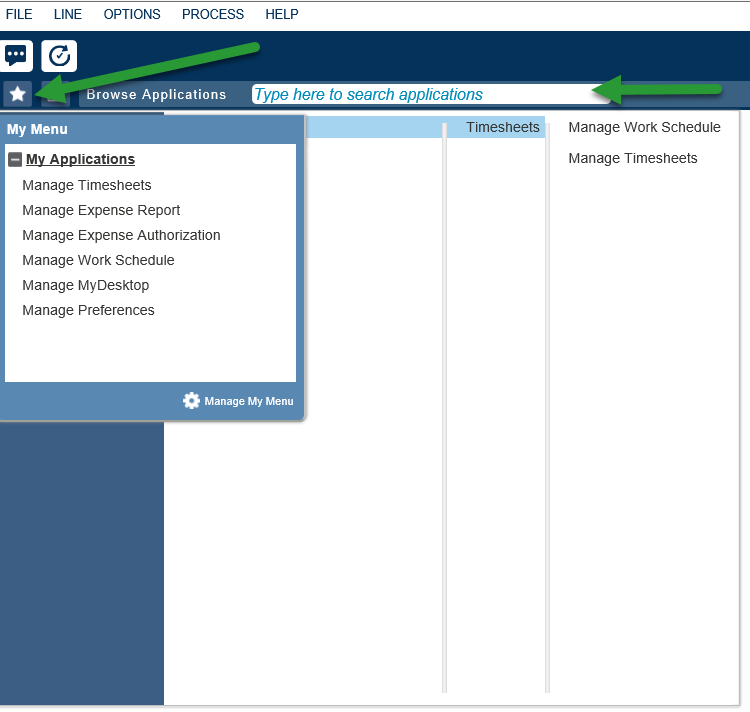 FILE LINE OPTIONS PROCESS HELP
Browse Applications Type here to search applications
My Menu
My Applications
Manage Timesheets
Manage Expense Report
Manage Expense Authorization
Manage Work Schedule
Manage MyDesktop
Manage Preferences
Manage My Menu
Timesheets
Manage Work Schedule
Manage Timesheets